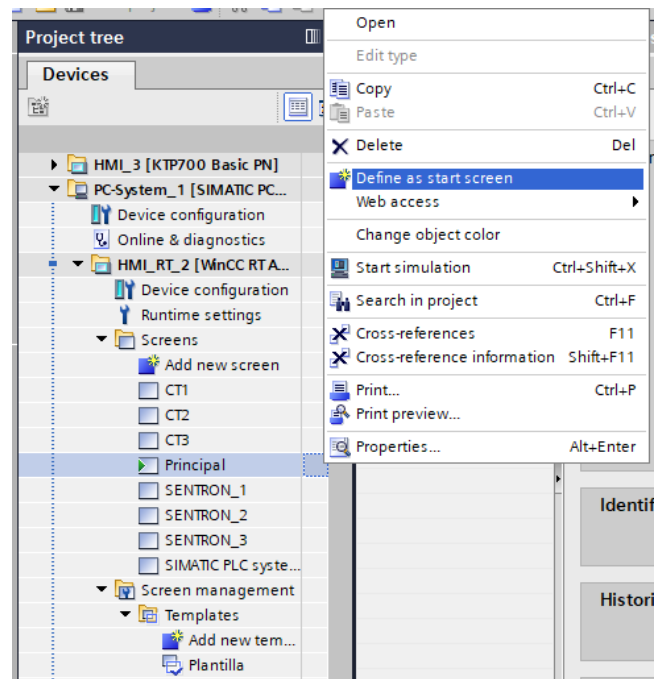 Project tree
Devices
HMI_3 [KTP700 Basic PN]
PC-System_1 [SIMATIC PC...
Device configuration
Online & diagnostics
HMI_RT_2 [WinCC RT A...
Device configuration
Runtime settings
Screens
Add new screen
CT1
CT2
CT3
Principal
SENTRON_1
SENTRON_2
SENTRON_3
SIMATIC PLC syste...
Screen management
Templates
Add new tem...
Plantilla
Open
Edit type
Copy Ctrl+C
Paste Ctrl+V
Delete Del
Define as start screen
Web access
Change object color
Start simulation Ctrl+Shift+X
Search in project Ctrl+F
Cross-references F11
Cross-reference information Shift+F11
Print... Ctrl+P
Print preview...
Properties... Alt+Enter
Identif
Histori